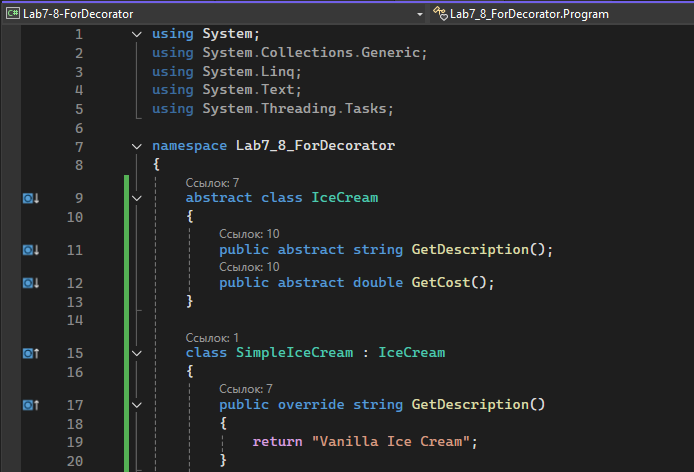 C# Lab7-8-ForDecorator Lab7_8_ForDecorator.Program
1 using System;
2 using System.Collections.Generic;
3 using System.Linq;
4 using System.Text;
5 using System.Threading.Tasks;
6
7 namespace Lab7_8_ForDecorator
8 {
Ссылок: 7
9 abstract class IceCream
10 {
Ссылок: 10
11 public abstract string GetDescription();
Ссылок: 10
12 public abstract double GetCost();
13 }
14
Ссылок: 1
15 class SimpleIceCream : IceCream
16 {
Ссылок: 7
17 public override string GetDescription()
18 {
19 return "Vanilla Ice Cream";
20 }